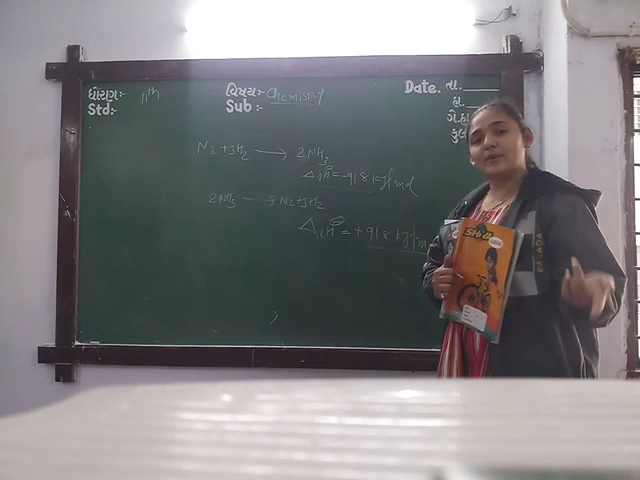 ધોરણ:- 11th
Std:-
વિષય:- Chemistry
Sub:-
Date. તા.
હા.
N2 + 3H2 → 2NH3
ΔrH⊖ = -91.8 kJ/mol
2NH3 → N2 + 3H2
ΔrH⊖ = +91.8 kJ/m
CANADA